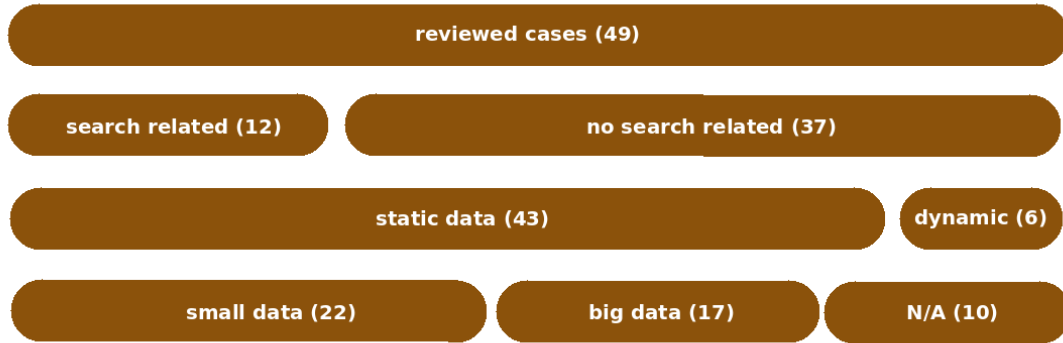 reviewed cases (49)
search related (12)
no search related (37)
static data (43)
dynamic (6)
small data (22)
big data (17)
N/A (10)